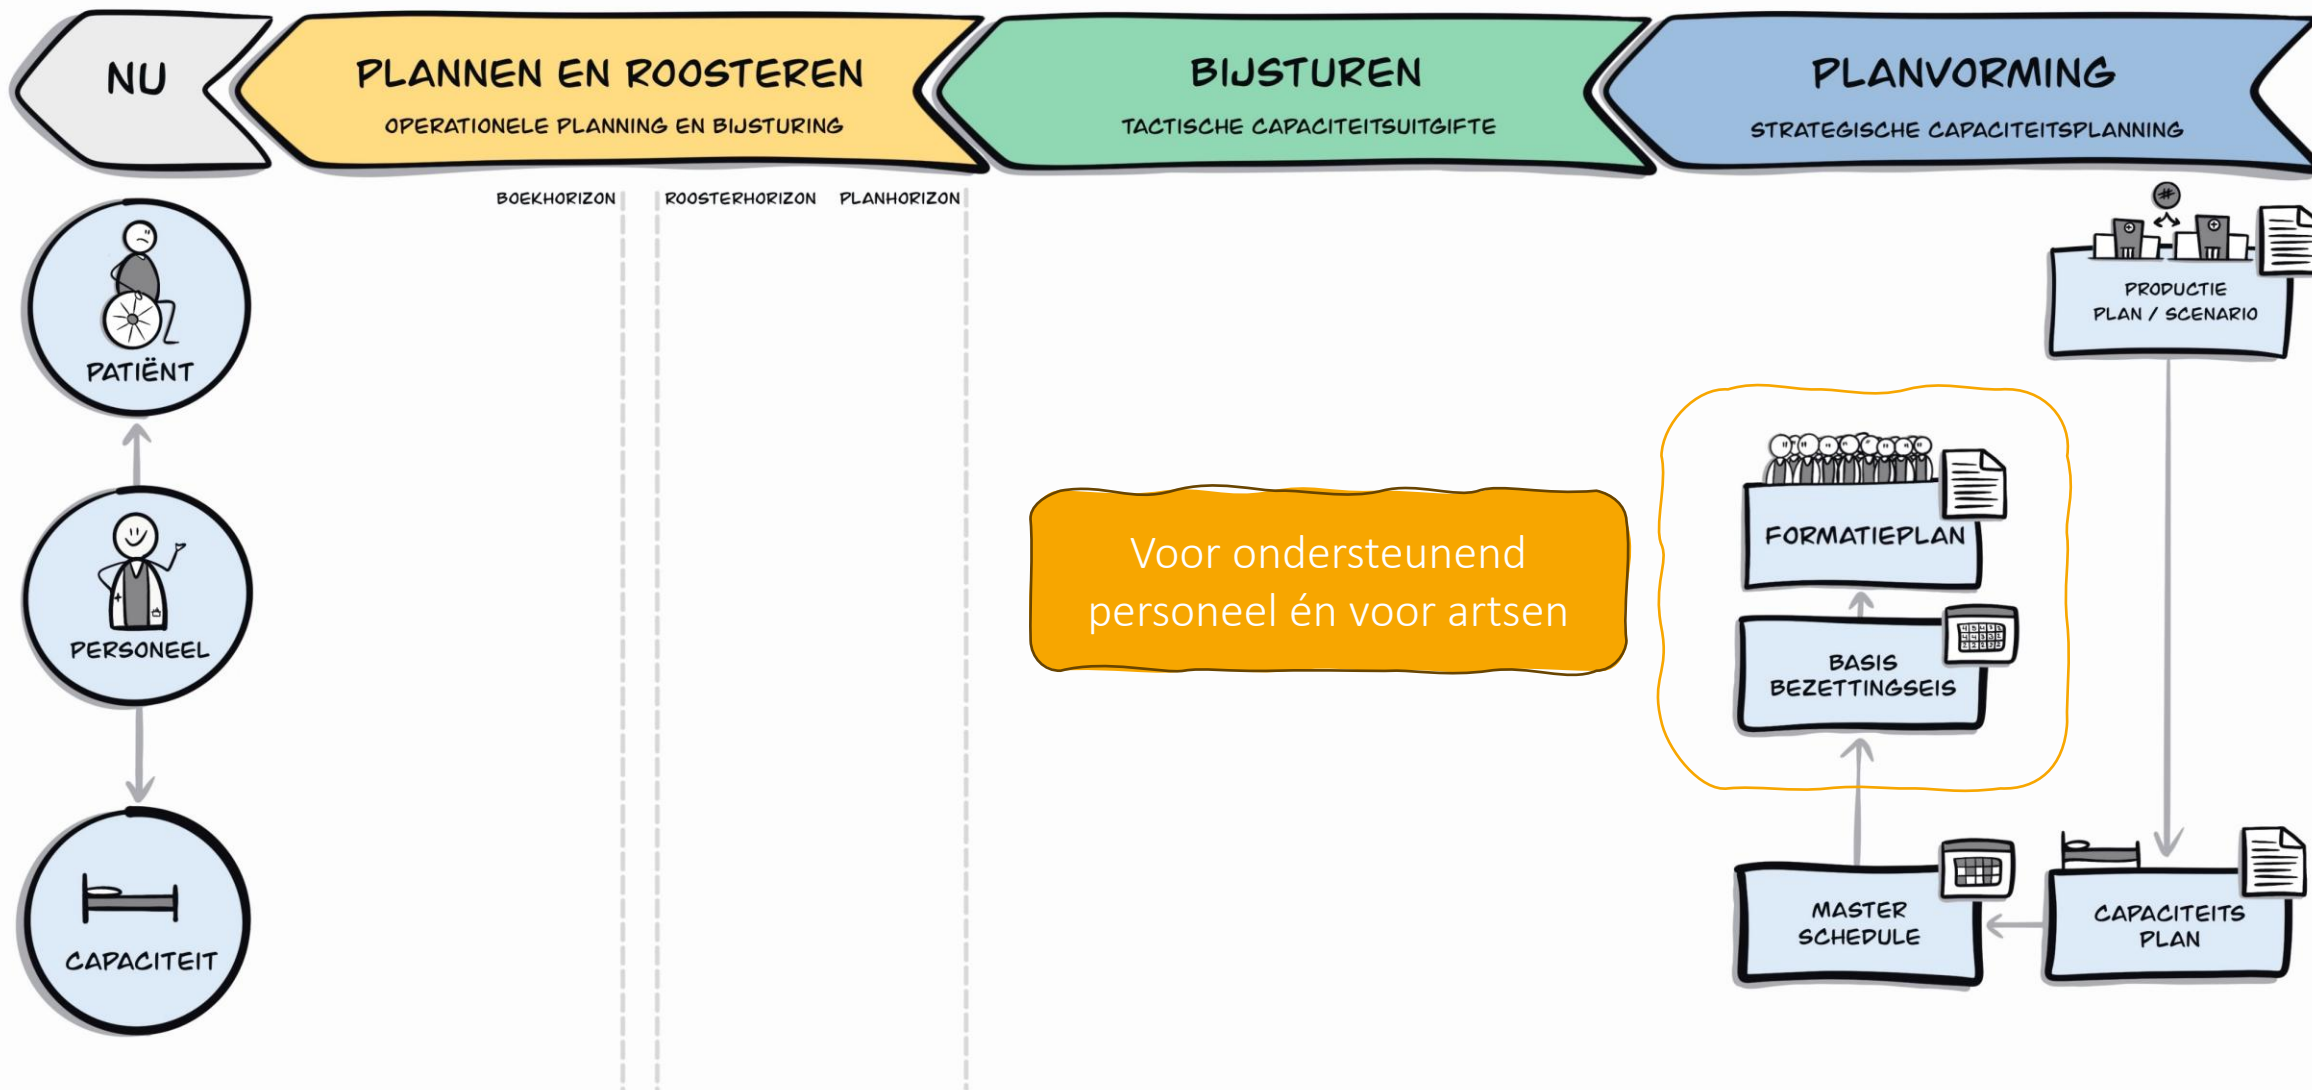 NU
PLANNEN EN ROOSTEREN
OPERATIONELE PLANNING EN BIJSTURING
BIJSTUREN
TACTISCHE CAPACITEITSUITGIFTE
PLANVORMING
STRATEGISCHE CAPACITEITSPLANNING
BOEKHORIZON
ROOSTERHORIZON
PLANHORIZON
PATIËNT
PERSONEEL
CAPACITEIT
Voor ondersteunend
personeel én voor artsen
PRODUCTIE
PLAN / SCENARIO
FORMATIEPLAN
BASIS
BEZETTINGSEIS
MASTER
SCHEDULE
CAPACITEITS
PLAN